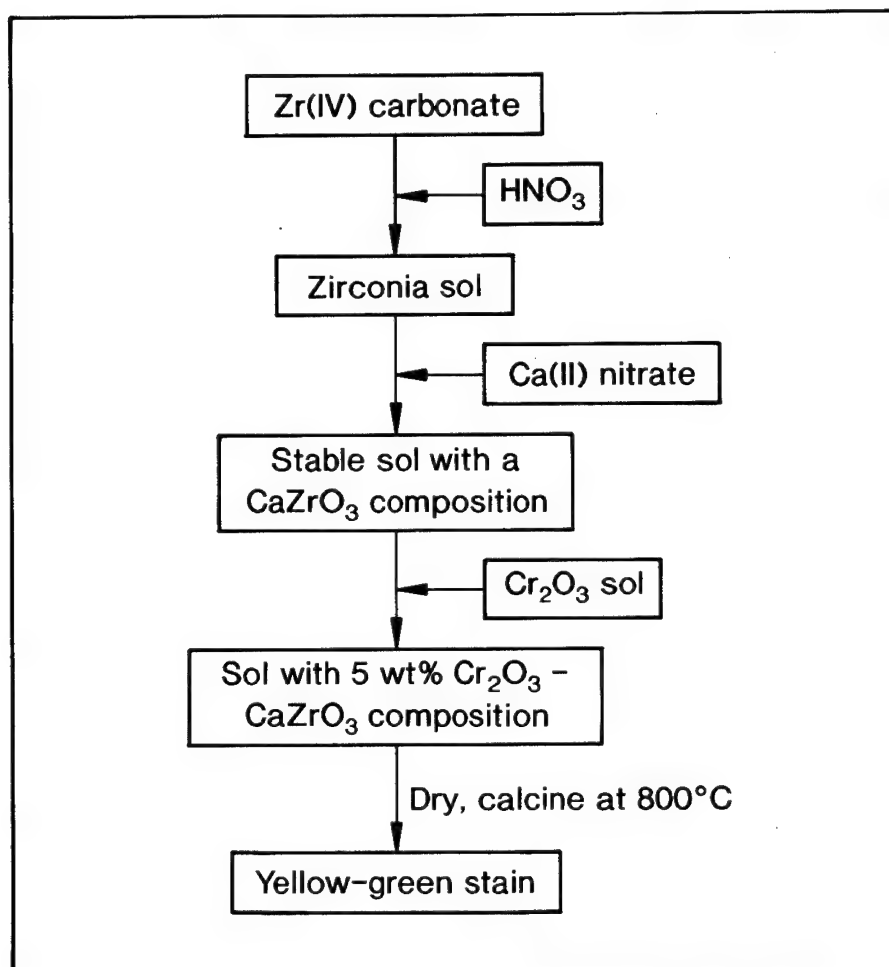 Zr(IV) carbonate
HNO₃
Zirconia sol
Ca(II) nitrate
Stable sol with a
CaZrO₃ composition
Cr₂O₃ sol
Sol with 5 wt% Cr₂O₃ –
CaZrO₃ composition
Dry, calcine at 800°C
Yellow–green stain